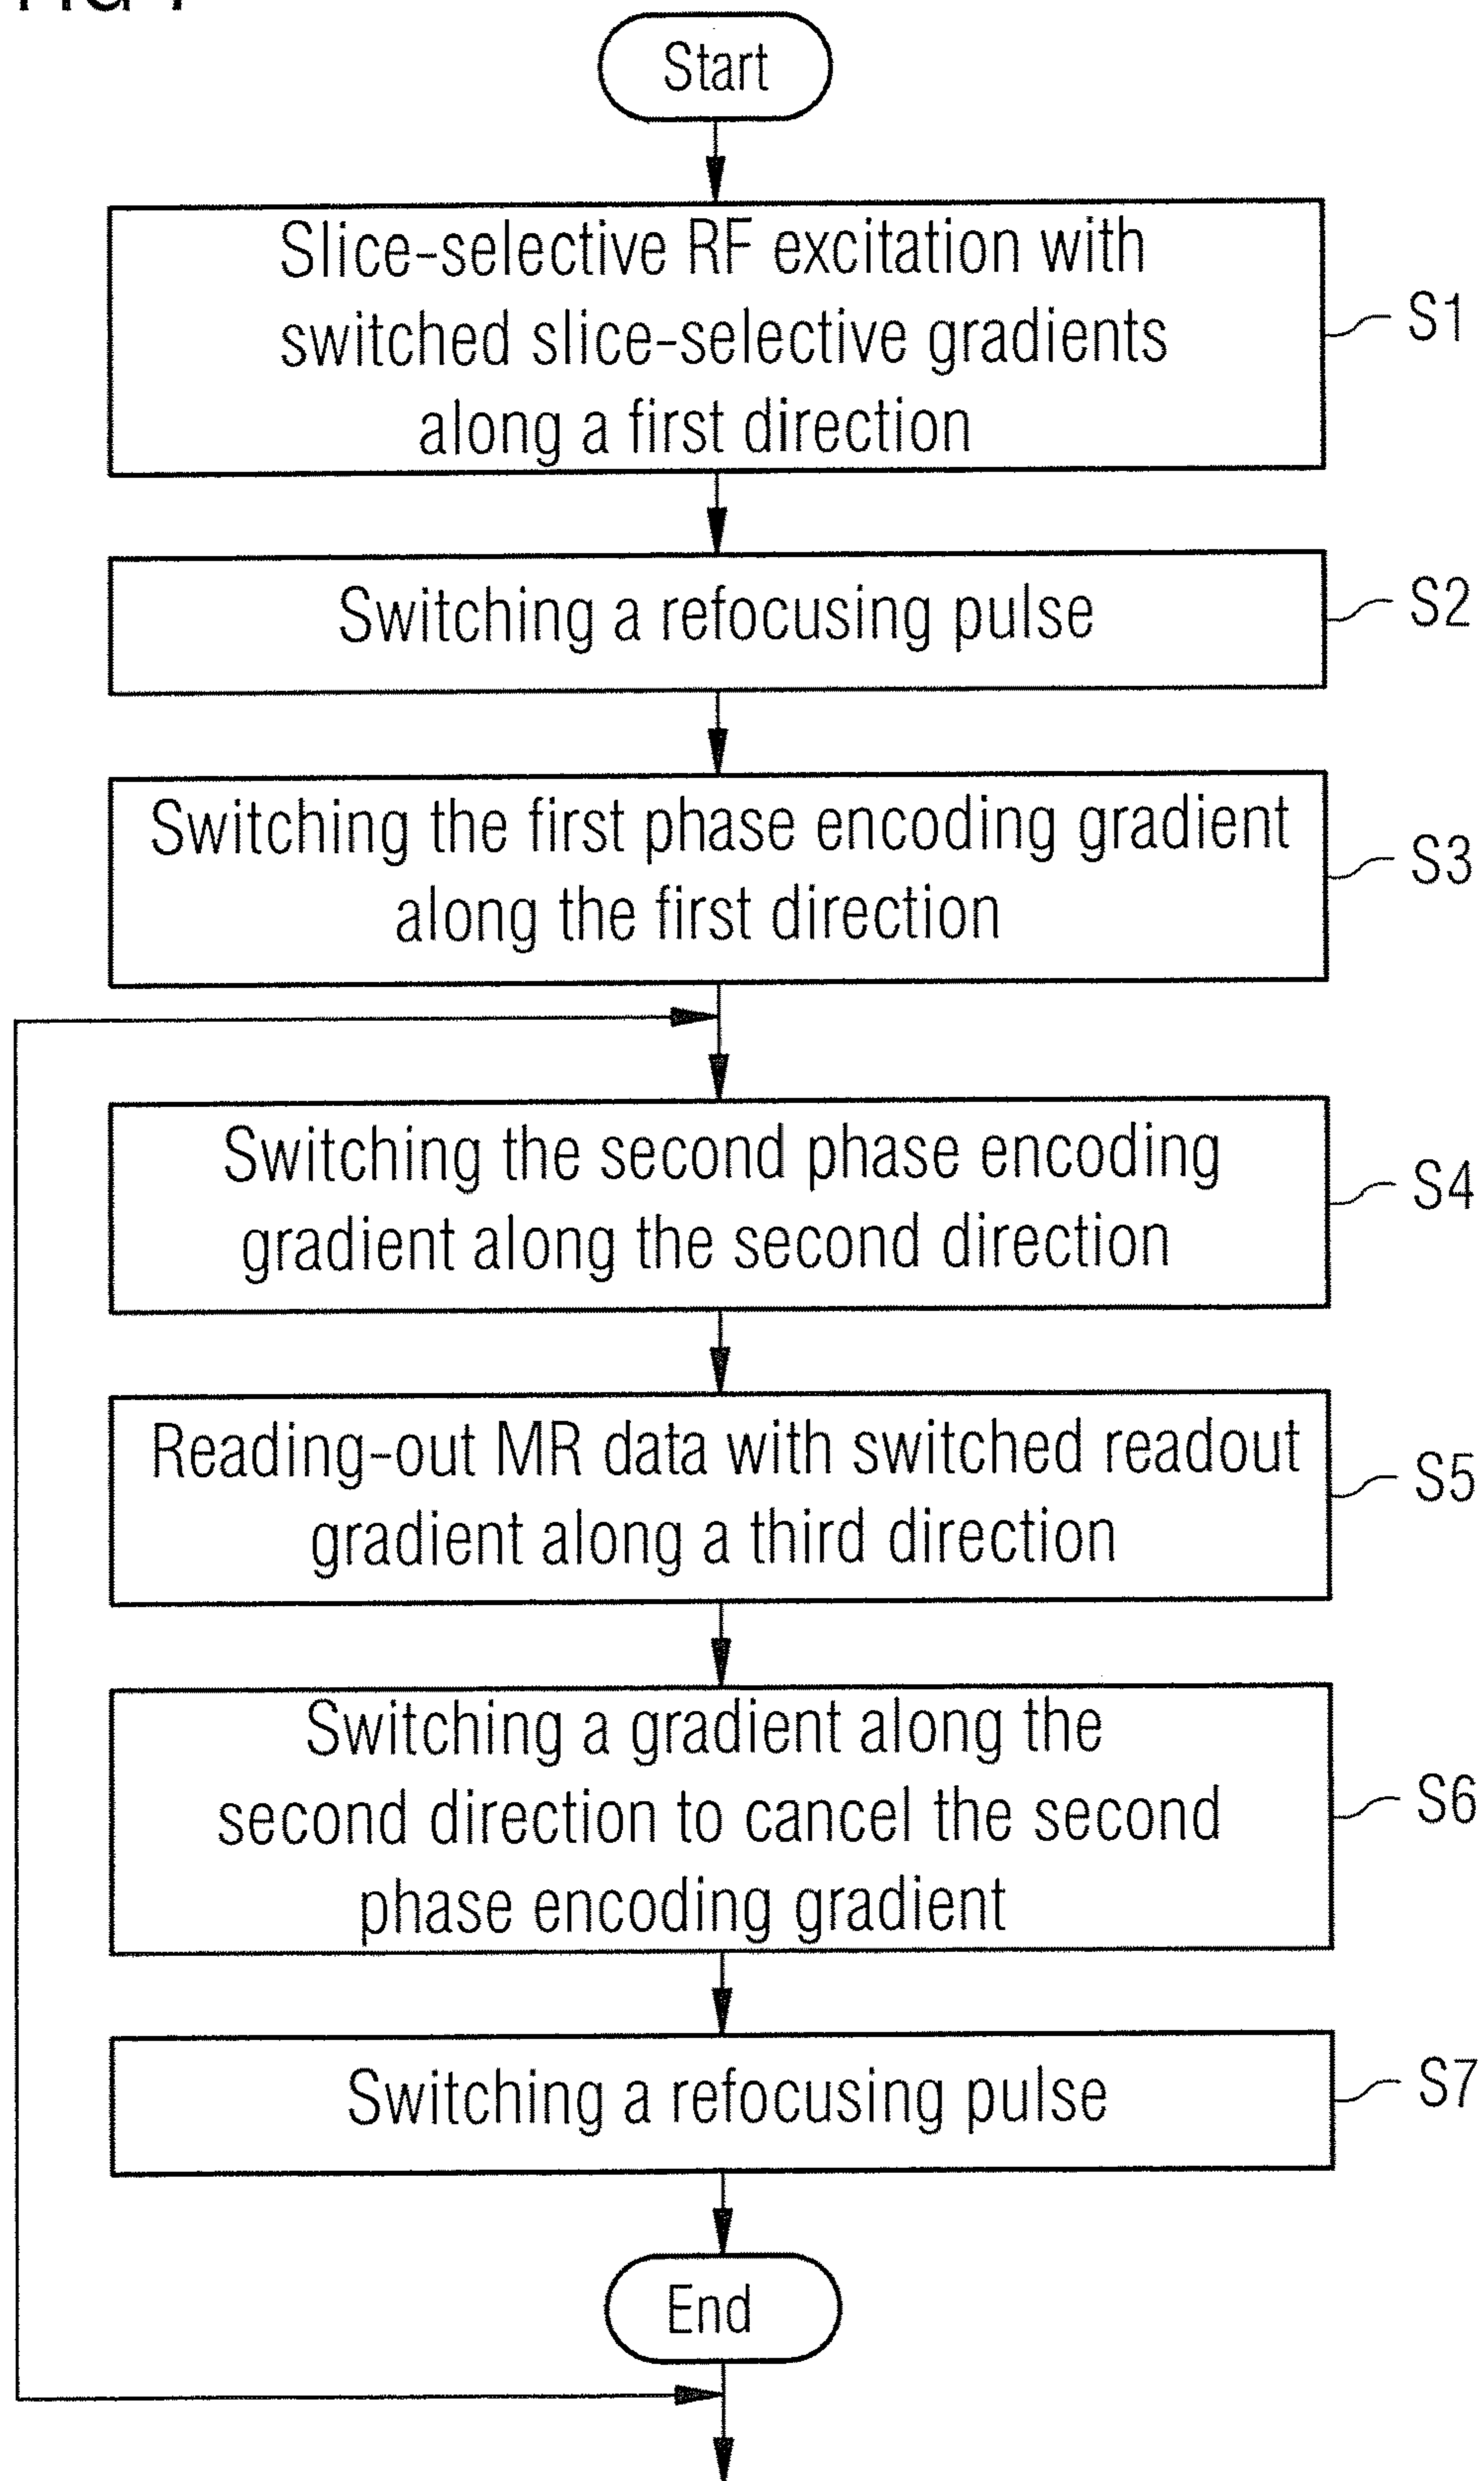 Start
Slice-selective RF excitation with
switched slice-selective gradients
along a first direction
S1
Switching a refocusing pulse
S2
Switching the first phase encoding gradient
along the first direction
S3
Switching the second phase encoding
gradient along the second direction
S4
Reading-out MR data with switched readout
gradient along a third direction
S5
Switching a gradient along the
second direction to cancel the second
phase encoding gradient
S6
Switching a refocusing pulse
S7
End